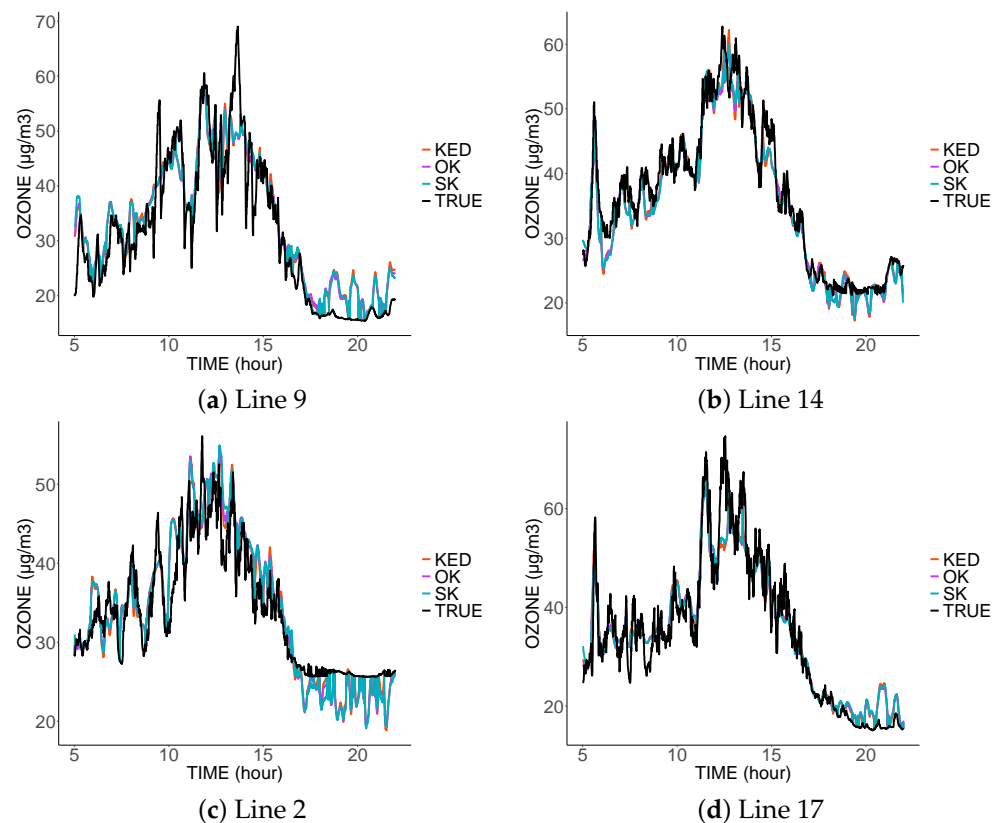 70
60
50
40
30
20
OZONE (µg/m3)
5
10
15
20
TIME (hour)
KED
OK
SK
TRUE
(a) Line 9
60
50
40
30
20
OZONE (µg/m3)
5
10
15
20
TIME (hour)
KED
OK
SK
TRUE
(b) Line 14
50
40
30
20
OZONE (µg/m3)
5
10
15
20
TIME (hour)
KED
OK
SK
TRUE
(c) Line 2
60
40
20
OZONE (µg/m3)
5
10
15
20
TIME (hour)
KED
OK
SK
TRUE
(d) Line 17